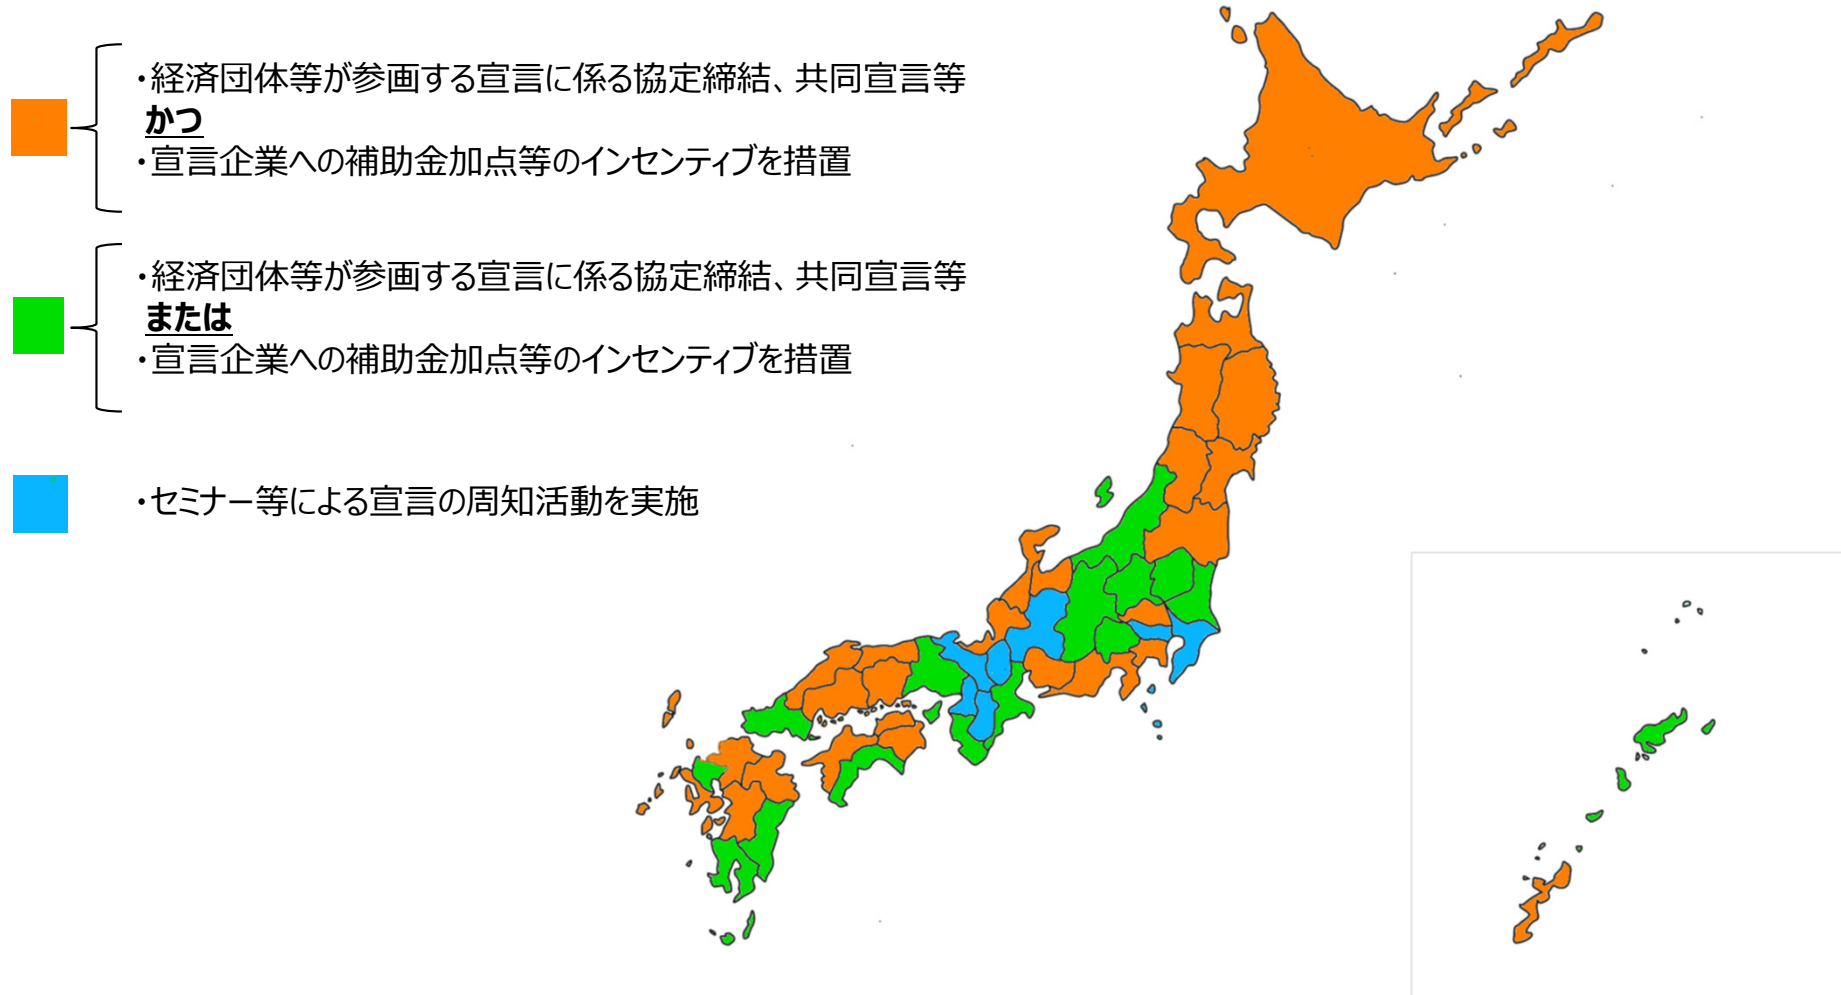 ・経済団体等が参画する宣言に係る協定締結、共同宣言等
かつ
・宣言企業への補助金加点等のインセンティブを措置
・経済団体等が参画する宣言に係る協定締結、共同宣言等
または
・宣言企業への補助金加点等のインセンティブを措置
・セミナー等による宣言の周知活動を実施